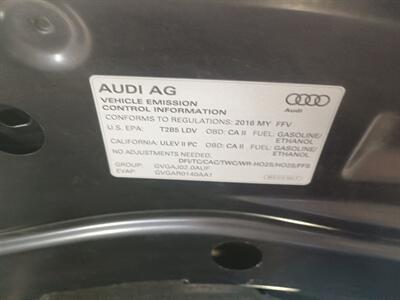 AUDI AG
VEHICLE EMISSION
CONTROL INFORMATION
Audi
CONFORMS TO REGULATIONS: 2016 MY FFV
U.S. EPA: T2B5 LDV OBD: CA II FUEL: GASOLINE/
ETHANOL
CALIFORNIA: ULEV II PC OBD: CA II FUEL: GASOLINE/
ETHANOL
NO ADJUSTMENTS NEEDED. DFI/TC/CAC/TWC/WR-HO2S/HO2S/FFS
GROUP: GVGAJ02.0AUF
EVAP: GVGAR0140AA1